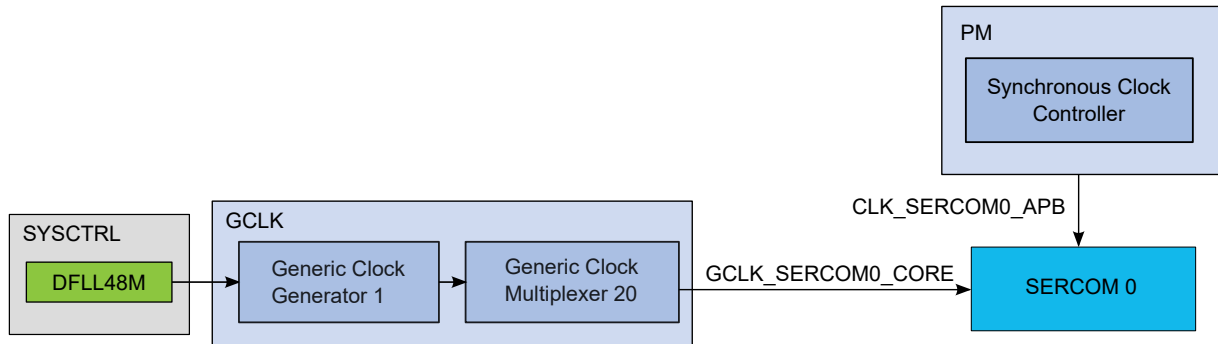 PM
Synchronous Clock
Controller
CLK_SERCOM0_APB
SYSCTRL
DFLL48M
GCLK
Generic Clock
Generator 1
Generic Clock
Multiplexer 20
GCLK_SERCOM0_CORE
SERCOM 0